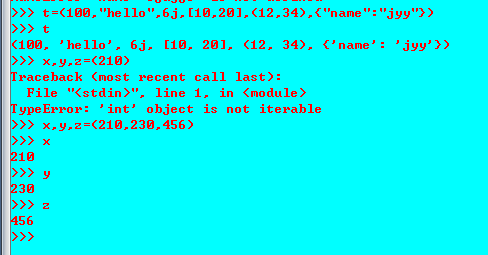 >>> t=(100,"hello",6j,[10,20],(12,34),{"name":"jyy"})
>>> t
(100, 'hello', 6j, [10, 20], (12, 34), {'name': 'jyy'})
>>> x,y,z=(210)
Traceback (most recent call last):
  File "<stdin>", line 1, in <module>
TypeError: 'int' object is not iterable
>>> x,y,z=(210,230,456)
>>> x
210
>>> y
230
>>> z
456
>>>